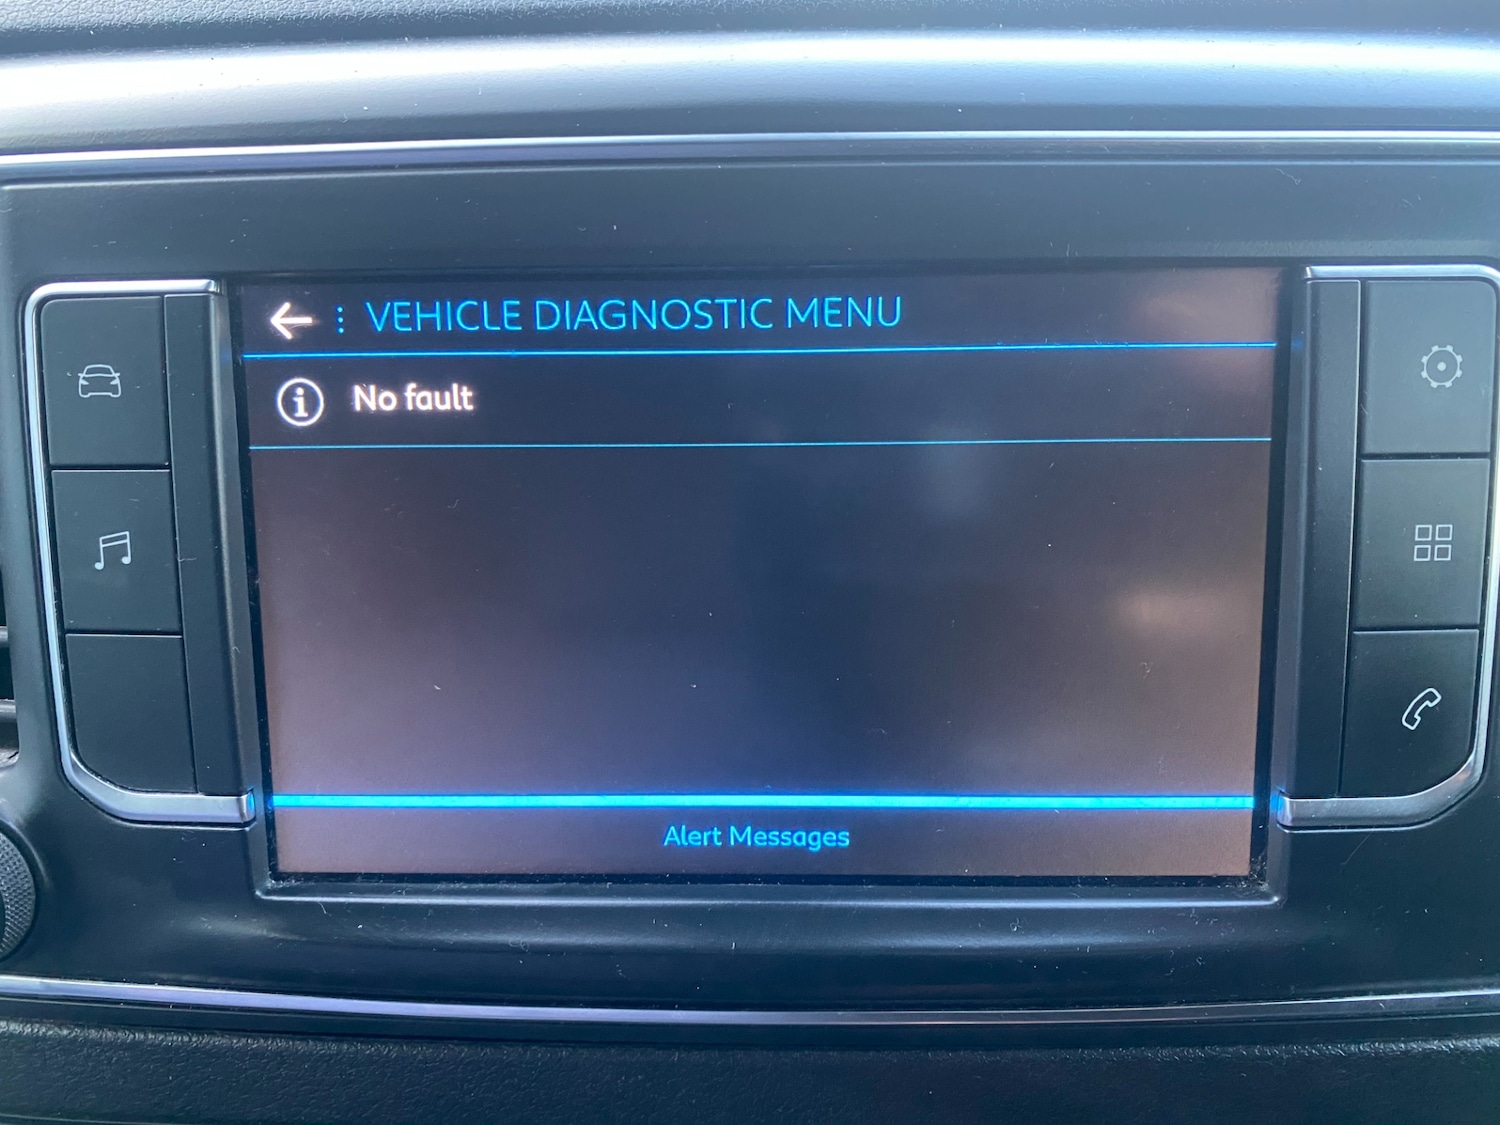 VEHICLE DIAGNOSTIC MENU
No fault
Alert Messages